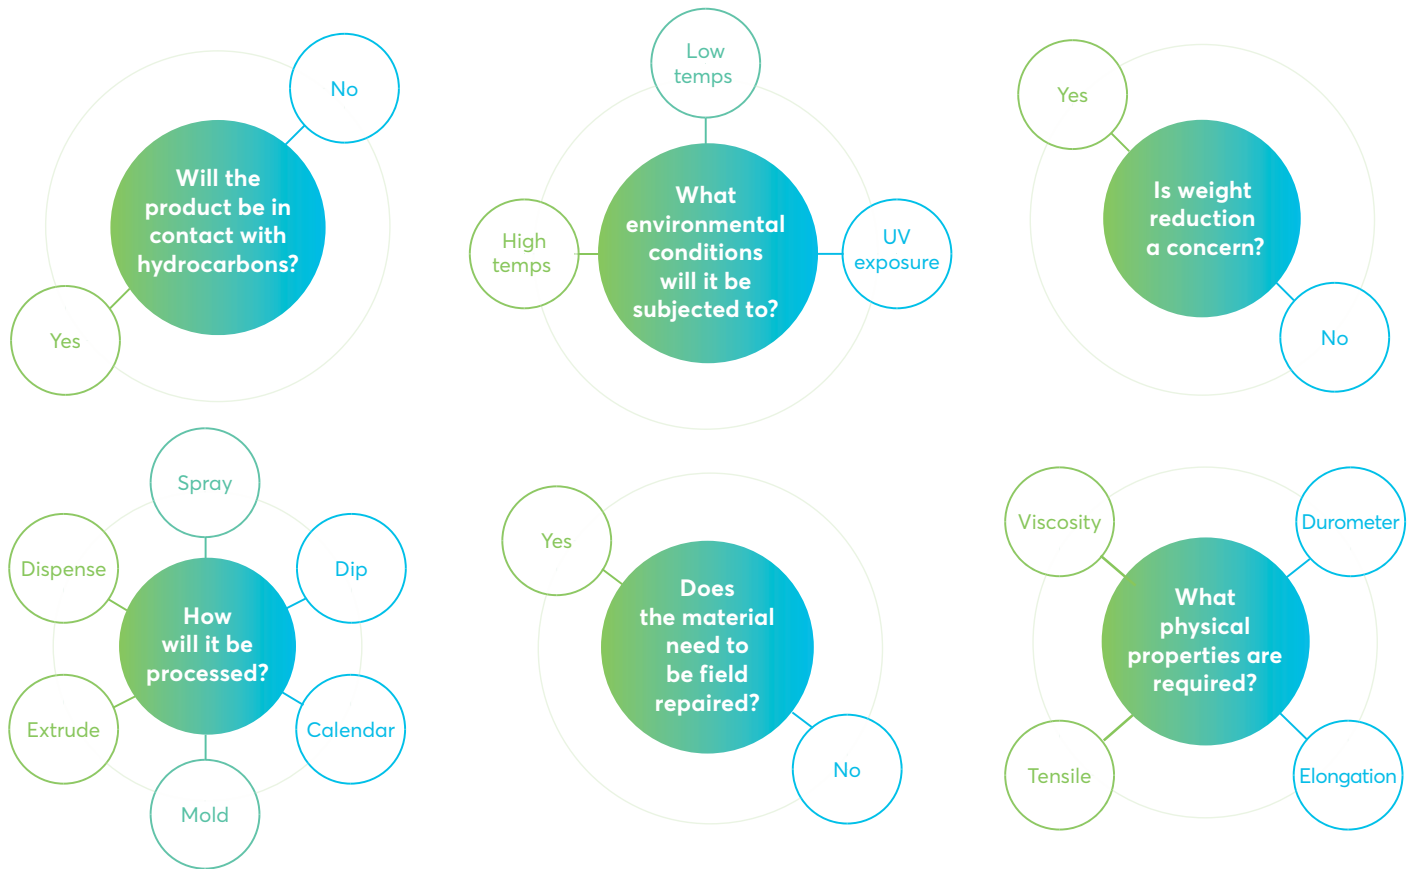 No
Will the
product be in
contact with
hydrocarbons?
Yes
Low
temps
High
temps
What
environmental
conditions
will it be
subjected to?
UV
exposure
Yes
Is weight
reduction
a concern?
No
Spray
Dispense
Dip
How
will it be
processed?
Extrude
Calendar
Mold
Yes
Does
the material
need to
be field
repaired?
No
Viscosity
Durometer
What
physical
properties are
required?
Tensile
Elongation